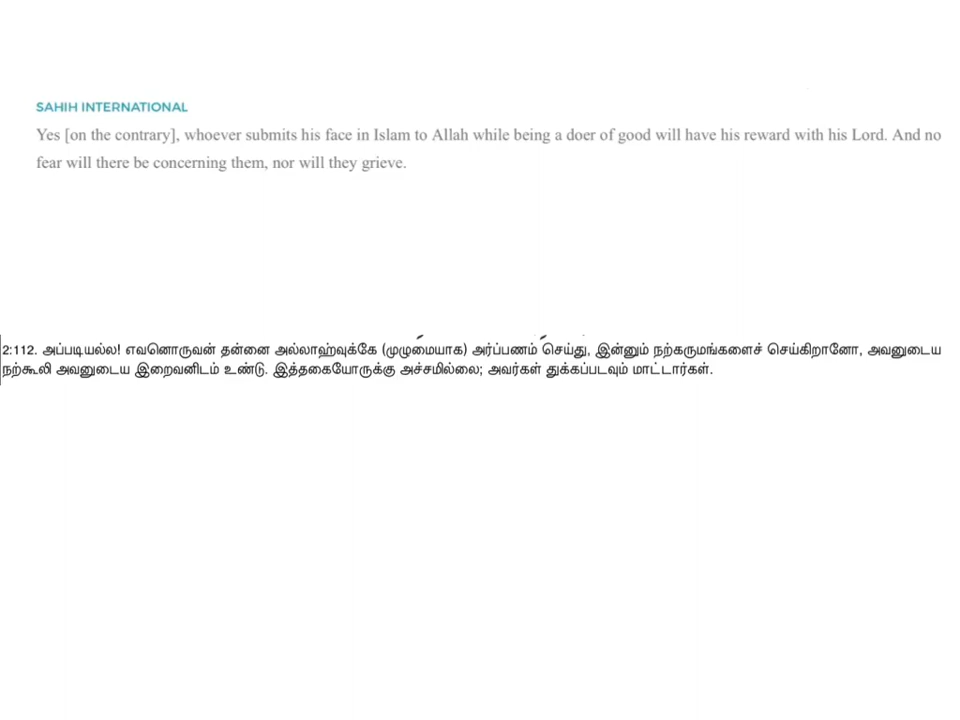 SAHIH INTERNATIONAL
Yes [on the contrary], whoever submits his face in Islam to Allah while being a doer of good will have his reward with his Lord. And no
fear will there be concerning them, nor will they grieve.
2:112. அப்படியல்ல! எவனொருவன் தன்னை அல்லாஹ்வுக்கே (முழுமையாக) அர்ப்பணம் செய்து, இன்னும் நற்கருமங்களைச் செய்கிறானோ, அவனுடைய
நற்கூலி அவனுடைய இறைவனிடம் உண்டு. இத்தகையோருக்கு அச்சமில்லை; அவர்கள் துக்கப்படவும் மாட்டார்கள்.